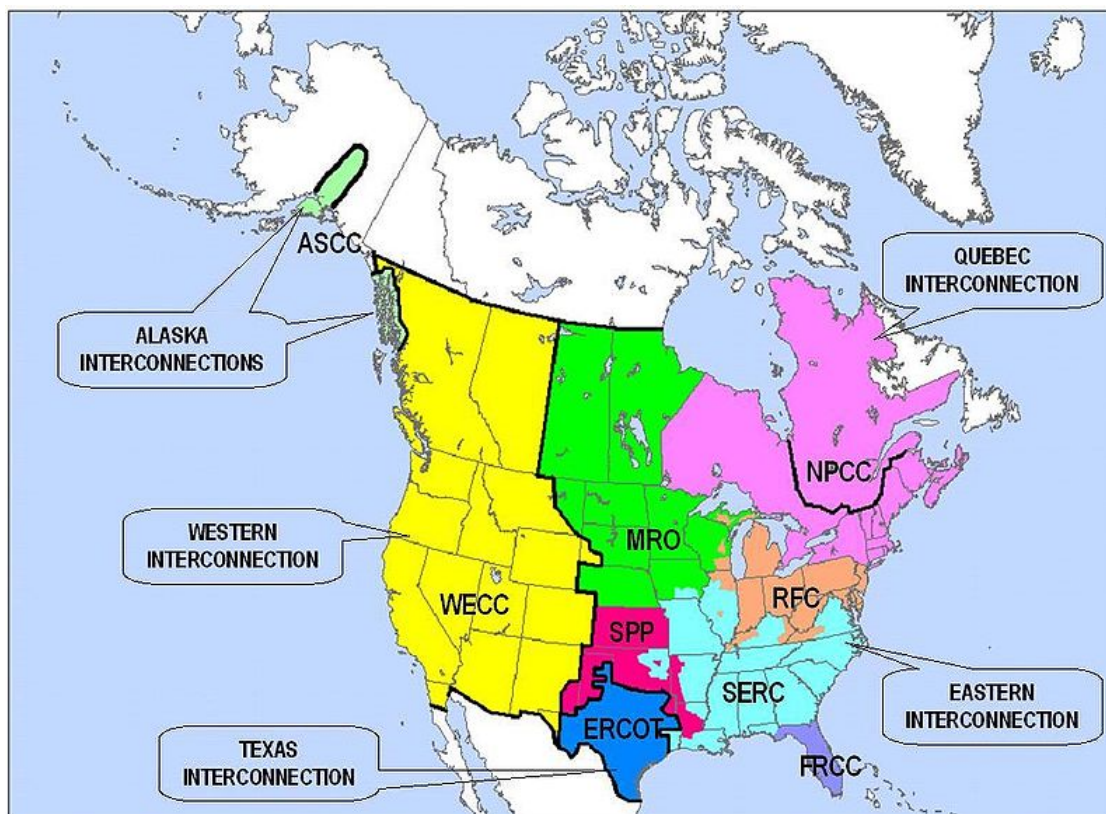 QUEBEC
INTERCONNECTION
ASCC
ALASKA
INTERCONNECTIONS
NPCC
WESTERN
INTERCONNECTION
MRO
WECC
RFC
SPP
SERC
EASTERN
INTERCONNECTION
ERCOT
TEXAS
INTERCONNECTION
FRCC